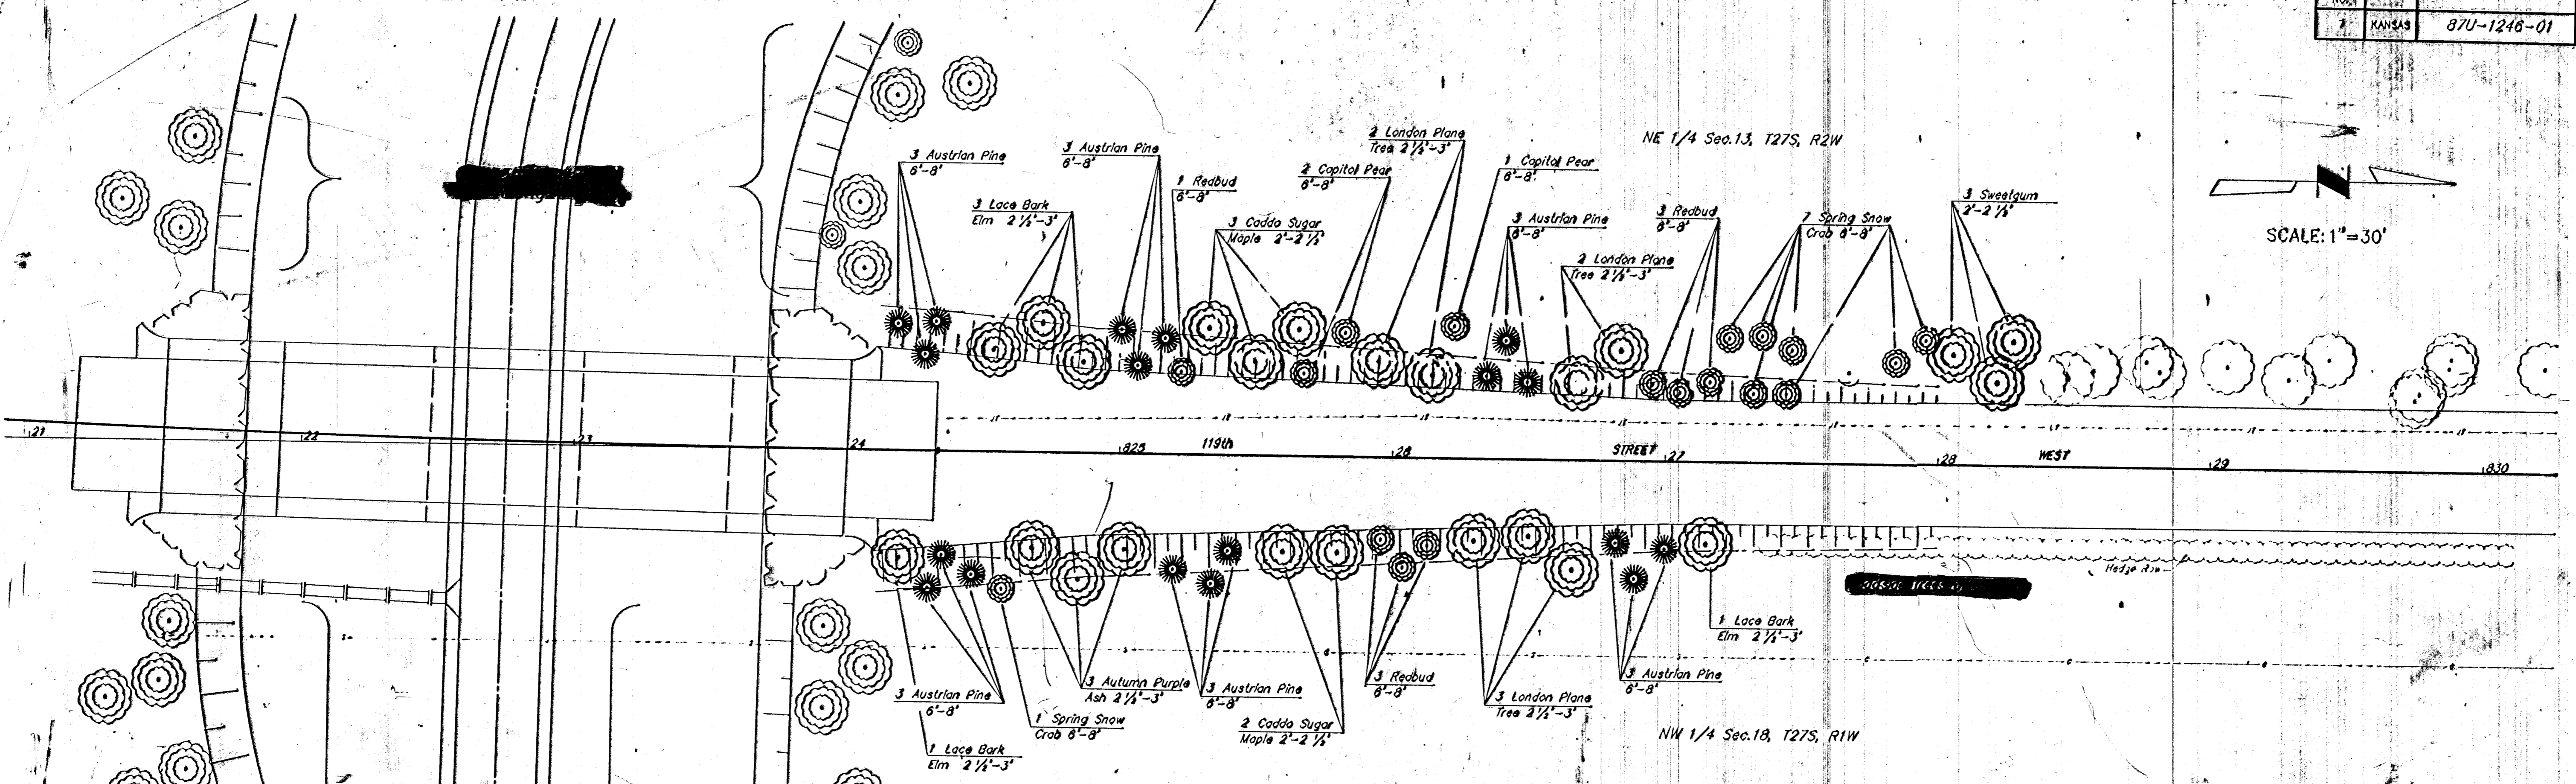 7 KANSAS 87U-1246-01
NE 1/4 Sec.13, T27S, R2W
SCALE: 1"=30'
3 Austrian Pine
6'-8'
3 Lace Bark
Elm 2 1/2"-3"
3 Austrian Pine
6'-8'
1 Redbud
6'-8'
3 Caddo Sugar
Maple 2"-2 1/2"
2 Capitol Pear
6'-8'
2 London Plane
Tree 2 1/2"-3"
1 Capitol Pear
6'-8'
3 Austrian Pine
6'-8'
2 London Plane
Tree 2 1/2"-3"
3 Redbud
6'-8'
7 Spring Snow
Crab 6'-8'
3 Sweetgum
2"-2 1/2"
21 22 23 24 825 119th 26 STREET 27 28 WEST 29 830
Hedge Row
3 Austrian Pine
6'-8'
1 Spring Snow
Crab 6'-8'
1 Lace Bark
Elm 2 1/2"-3"
3 Autumn Purple
Ash 2 1/2"-3"
3 Austrian Pine
6'-8'
2 Caddo Sugar
Maple 2"-2 1/2"
3 Redbud
6'-8'
3 London Plane
Tree 2 1/2"-3"
3 Austrian Pine
6'-8'
1 Lace Bark
Elm 2 1/2"-3"
NW 1/4 Sec.18, T27S, R1W